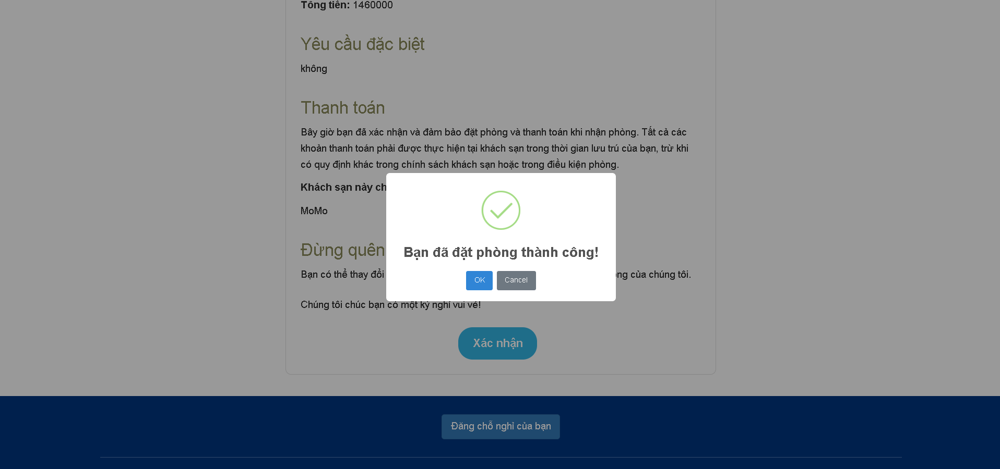 Tổng tiền: 1460000
Yêu cầu đặc biệt
không
Thanh toán
Bây giờ bạn đã xác nhận và đảm bảo đặt phòng và thanh toán khi nhận phòng. Tất cả các
khoản thanh toán phải được thực hiện tại khách sạn trong thời gian lưu trú của bạn, trừ khi
có quy định khác trong chính sách khách sạn hoặc trong điều kiện phòng.
Khách sạn này
MoMo
Đừng quên
Bạn có thể thay đổi
của chúng tôi.
Bạn đã đặt phòng thành công!
OK Cancel
Chúng tôi chúc bạn có một kỳ nghỉ vui vẻ!
Xác nhận
Đăng chỗ nghỉ của bạn